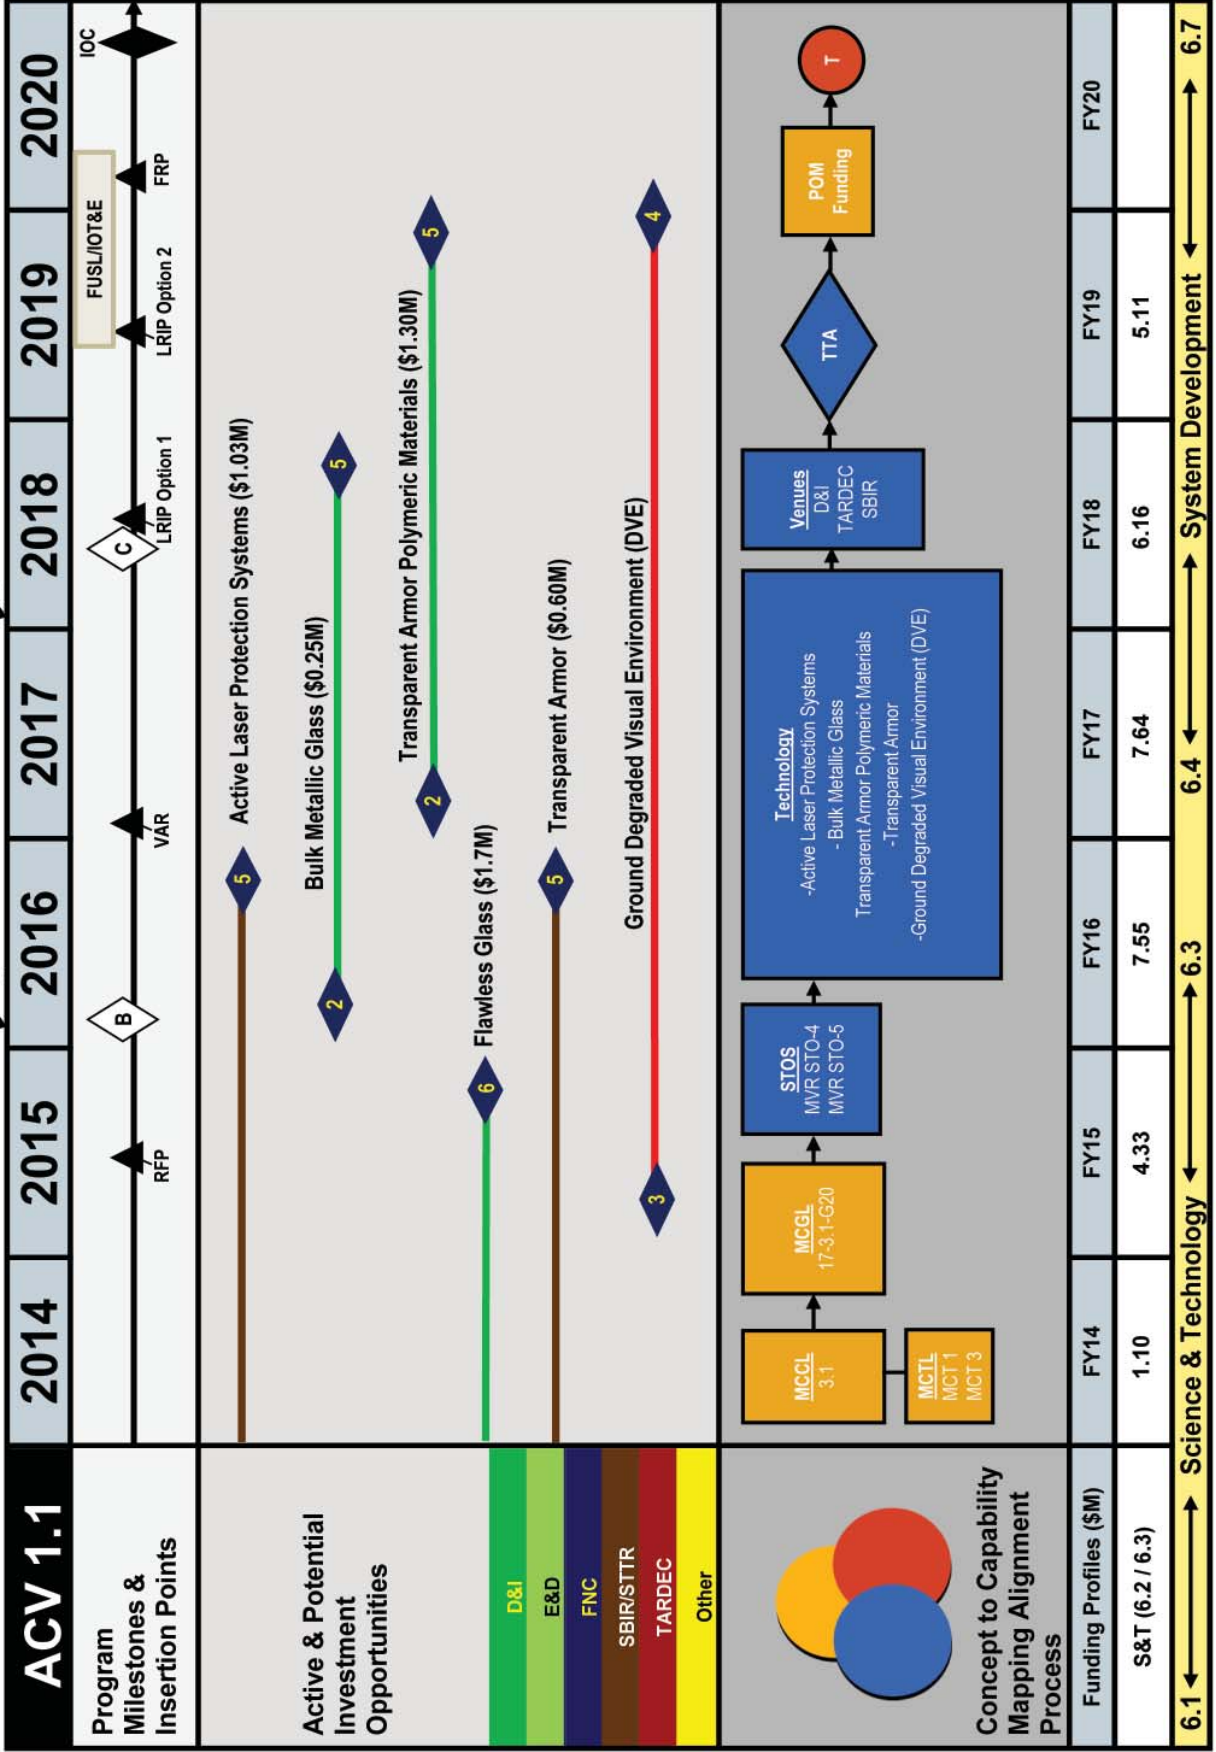 ACV 1.1
2014
2015
2016
2017
2018
2019
2020
Program
Milestones &
Insertion Points
RFP
B
VAR
C
LRIP Option 1
LRIP Option 2
FUSL/IOT&E
FRP
IOC
Active & Potential
Investment
Opportunities
D&I
E&D
FNC
SBIR/STTR
TARDEC
Other
5
Active Laser Protection Systems ($1.03M)
Bulk Metallic Glass ($0.25M)
2
5
Transparent Armor Polymeric Materials ($1.30M)
2
5
6
Flawless Glass ($1.7M)
5
Transparent Armor ($0.60M)
Ground Degraded Visual Environment (DVE)
3
4
Concept to Capability
Mapping Alignment
Process
MCCL
3.1
MCTL
MCT 1
MCT 3
MCGL
17-3.1-G20
STOS
MVR STO-4
MVR STO-5
Technology
-Active Laser Protection Systems
- Bulk Metallic Glass
Transparent Armor Polymeric Materials
-Transparent Armor
-Ground Degraded Visual Environment (DVE)
Venues
D&I
TARDEC
SBIR
TTA
POM
Funding
T
Funding Profiles ($M)
FY14
FY15
FY16
FY17
FY18
FY19
FY20
S&T (6.2 / 6.3)
1.10
4.33
7.55
7.64
6.16
5.11
6.1
Science & Technology
6.3
6.4
System Development
6.7